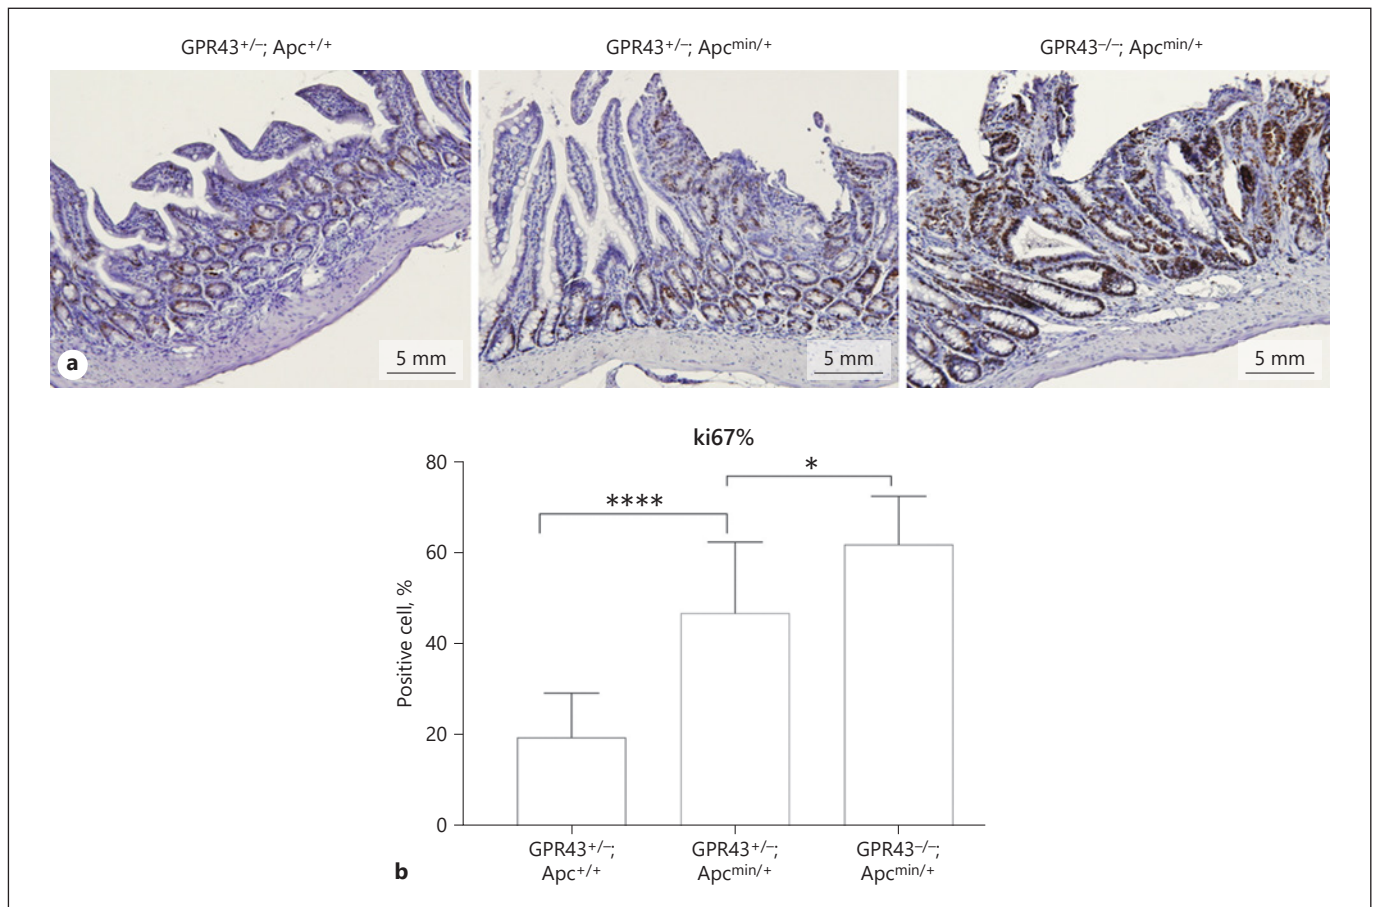 GPR43+/–; Apc+/+
GPR43+/–; Apcmin/+
GPR43–/–; Apcmin/+
a
5 mm
5 mm
5 mm
ki67%
80
60
40
20
0
Positive cell, %
****
*
GPR43+/–;
Apc+/+
GPR43+/–;
Apcmin/+
GPR43–/–;
Apcmin/+
b